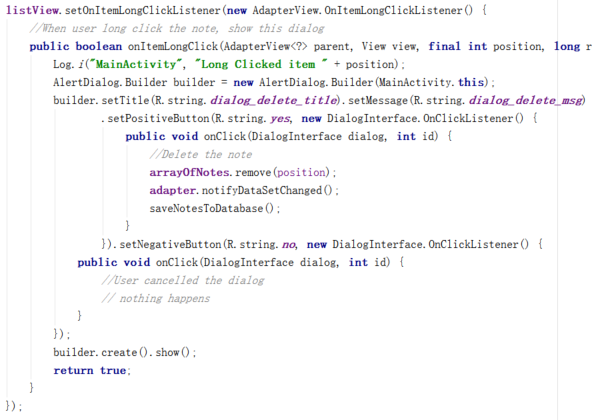 listView.setOnItemLongClickListener(new AdapterView.OnItemLongClickListener() {
    //When user long click the note, show this dialog
    public boolean onItemLongClick(AdapterView<?> parent, View view, final int position, long r
        Log.i("MainActivity", "Long Clicked item " + position);
        AlertDialog.Builder builder = new AlertDialog.Builder(MainActivity.this);
        builder.setTitle(R.string.dialog_delete_title).setMessage(R.string.dialog_delete_msg)
                .setPositiveButton(R.string.yes, new DialogInterface.OnClickListener() {
                    public void onClick(DialogInterface dialog, int id) {
                        //Delete the note
                        arrayOfNotes.remove(position);
                        adapter.notifyDataSetChanged();
                        saveNotesToDatabase();
                    }
                }).setNegativeButton(R.string.no, new DialogInterface.OnClickListener() {
            public void onClick(DialogInterface dialog, int id) {
                //User cancelled the dialog
                // nothing happens
            }
        });
        builder.create().show();
        return true;
    }
});